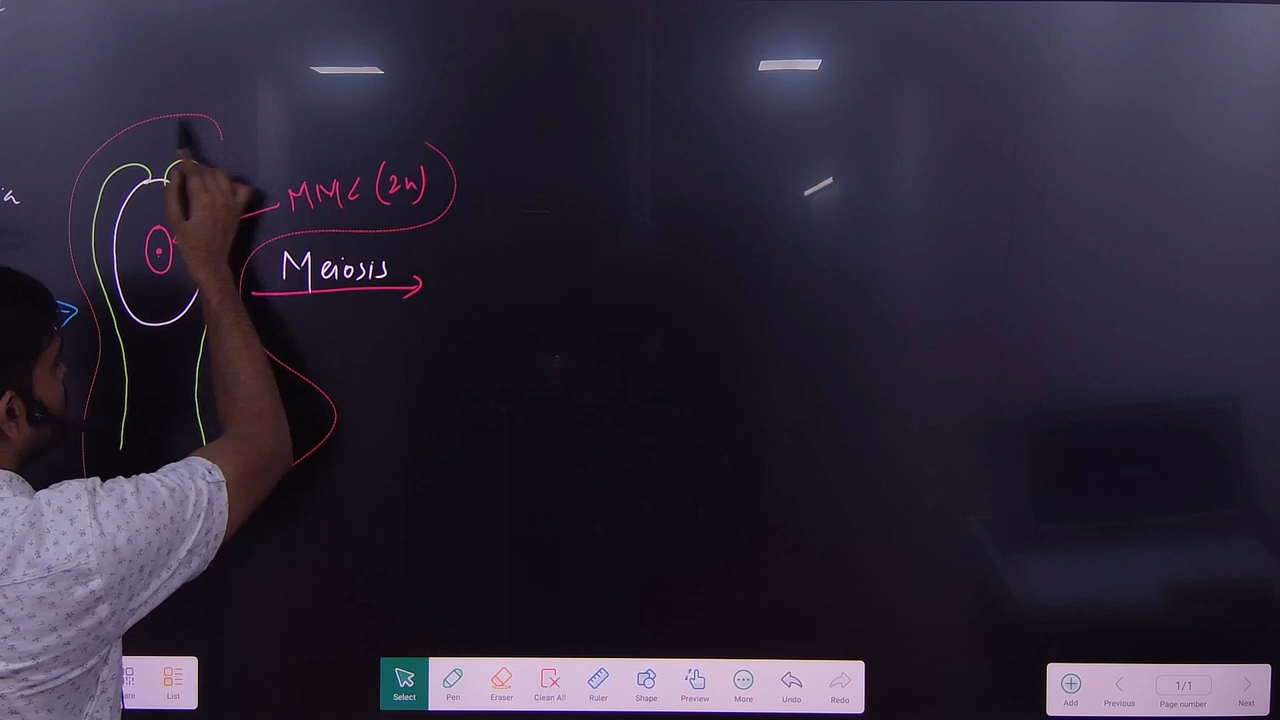 MMC (2n)
Meiosis
List
Select
Pen
Eraser
Clean All
Ruler
Shape
Preview
More
Undo
Redo
Add
Previous
1/1
Page number
Next